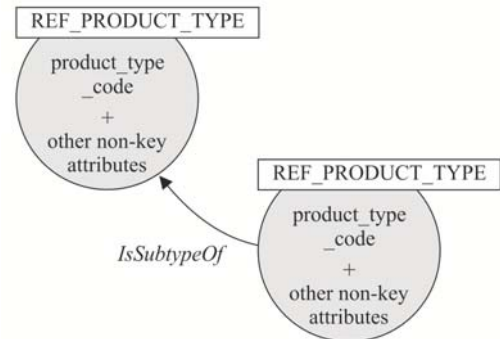 REF_PRODUCT_TYPE
product_type
_code
+
other non-key
attributes
REF_PRODUCT_TYPE
product_type
_code
+
other non-key
attributes
IsSubtypeOf